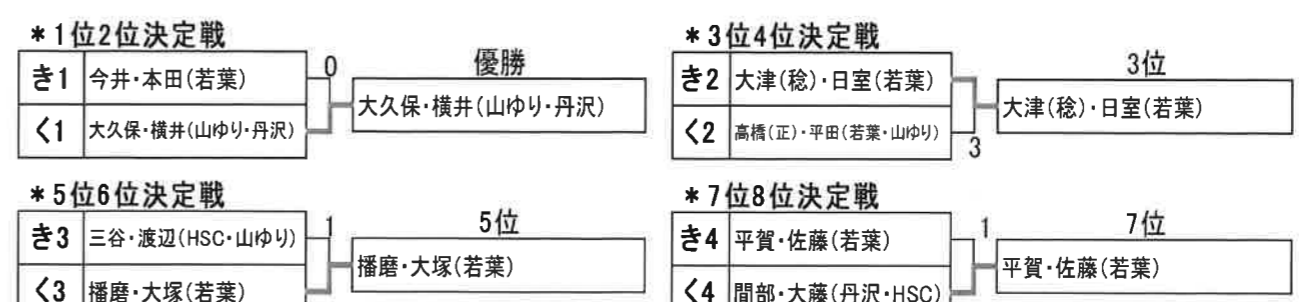 *1位2位決定戦
き1 今井・本田(若葉) 0 優勝
大久保・横井(山ゆり・丹沢)
く1 大久保・横井(山ゆり・丹沢)
*3位4位決定戦
き2 大津(稔)・日室(若葉) 3位
大津(稔)・日室(若葉)
く2 高橋(正)・平田(若葉・山ゆり) 3
*5位6位決定戦
き3 三谷・渡辺(HSC・山ゆり) 1 5位
播磨・大塚(若葉)
く3 播磨・大塚(若葉)
*7位8位決定戦
き4 平賀・佐藤(若葉) 1 7位
平賀・佐藤(若葉)
く4 間部・大藤(丹沢・HSC)